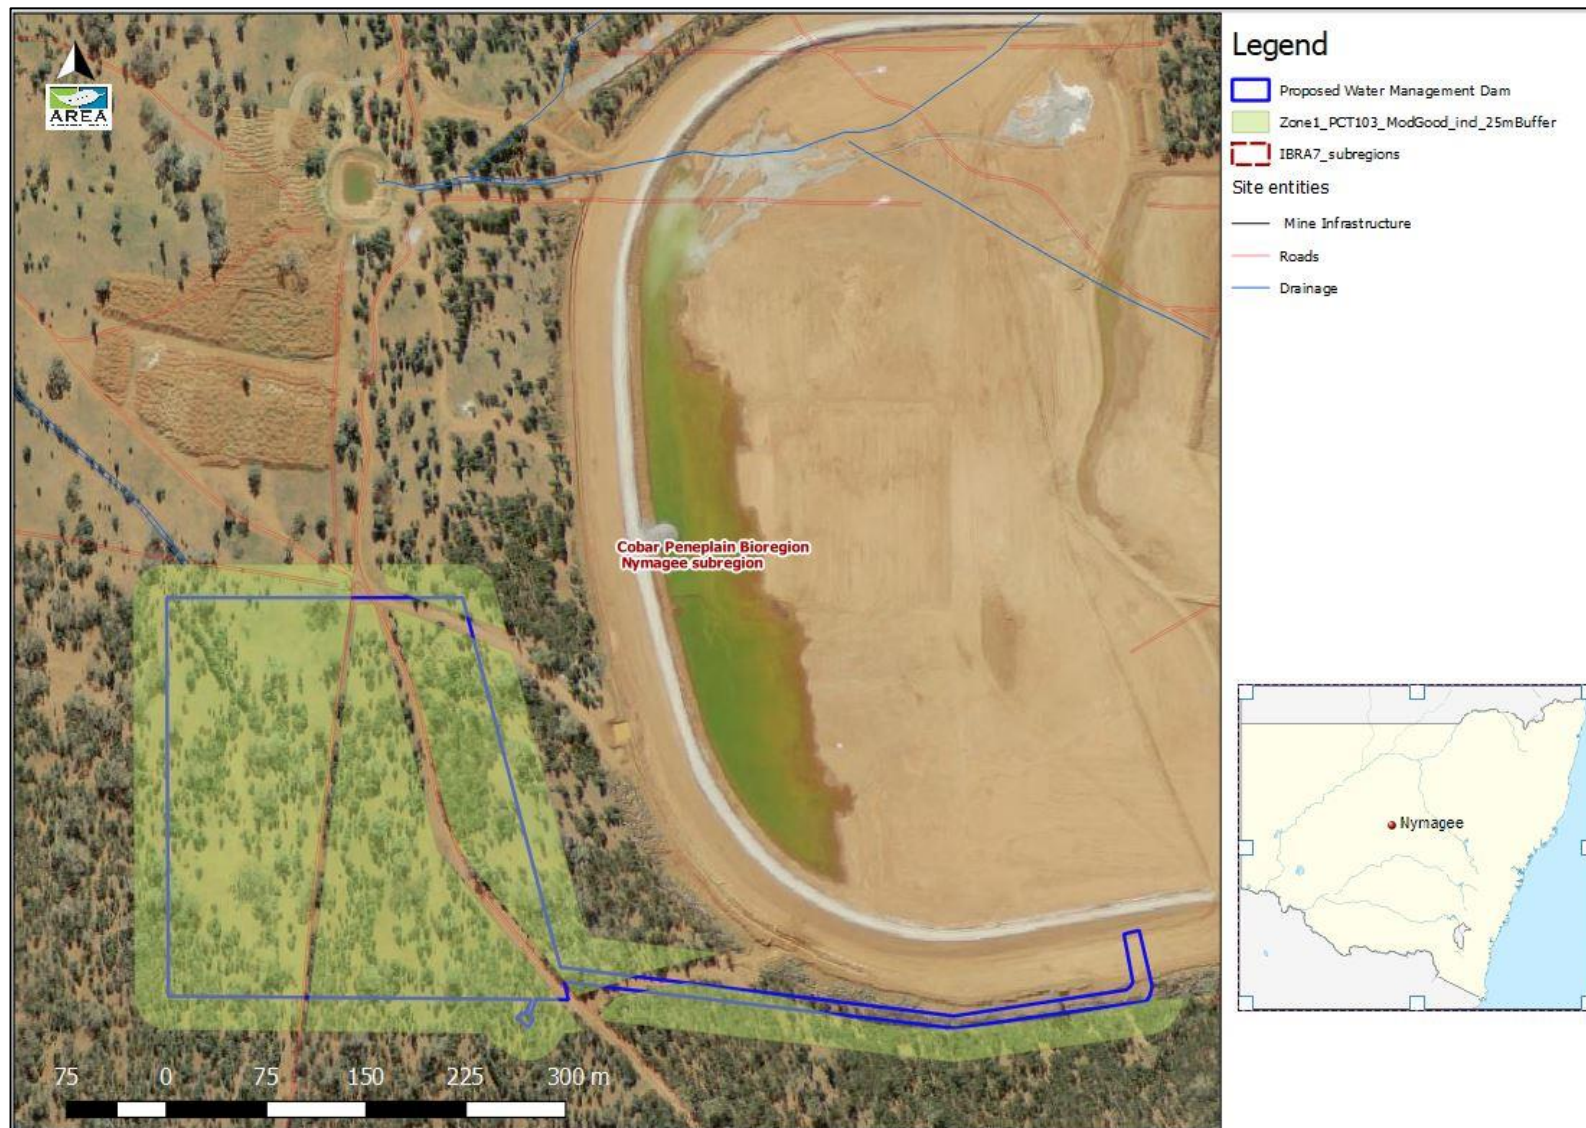 AREA
Cobar Peneplain Bioregion
Nymagee subregion
75 0 75 150 225 300 m
Legend
Proposed Water Management Dam
Zone1_PCT103_ModGood_ind_25mBuffer
IBRA7_subregions
Site entities
Mine Infrastructure
Roads
Drainage
Nymagee